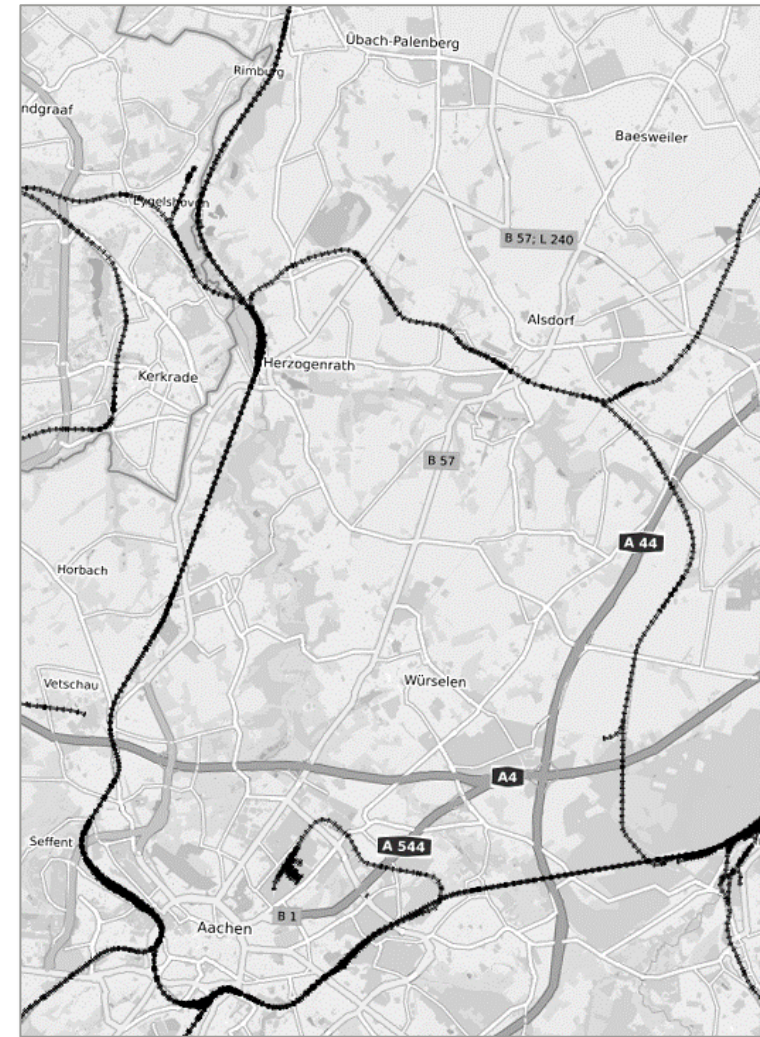 Übach-Palenberg
Rimburg
ndgraaf
Baesweiler
Eygelshoven
B 57; L 240
Alsdorf
Herzogenrath
Kerkrade
B 57
A 44
Horbach
Würselen
Vetschau
A4
Seffent
A 544
B 1
Aachen